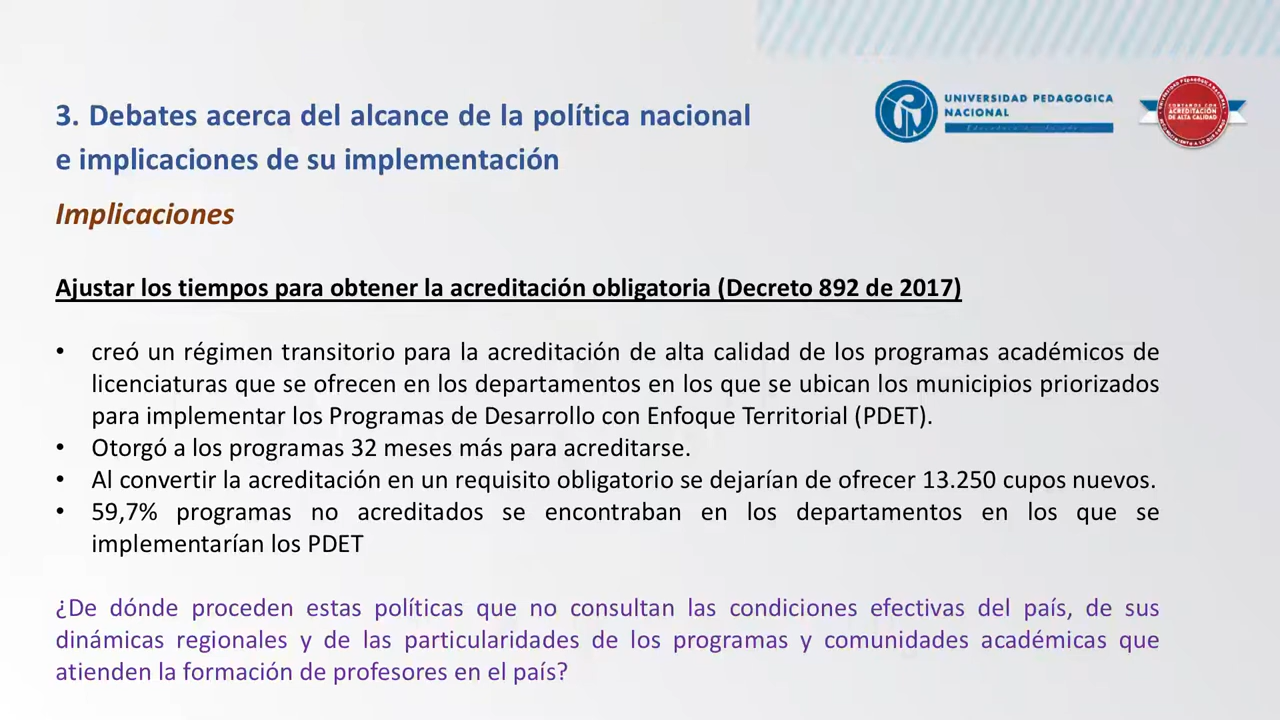 3. Debates acerca del alcance de la política nacional
e implicaciones de su implementación
UNIVERSIDAD PEDAGOGICA
NACIONAL
ACREDITACIÓN
DE ALTA CALIDAD
Implicaciones
Ajustar los tiempos para obtener la acreditación obligatoria (Decreto 892 de 2017)
• creó un régimen transitorio para la acreditación de alta calidad de los programas académicos de
licenciaturas que se ofrecen en los departamentos en los que se ubican los municipios priorizados
para implementar los Programas de Desarrollo con Enfoque Territorial (PDET).
• Otorgó a los programas 32 meses más para acreditarse.
• Al convertir la acreditación en un requisito obligatorio se dejarían de ofrecer 13.250 cupos nuevos.
• 59,7% programas no acreditados se encontraban en los departamentos en los que se
implementarían los PDET
¿De dónde proceden estas políticas que no consultan las condiciones efectivas del país, de sus
dinámicas regionales y de las particularidades de los programas y comunidades académicas que
atienden la formación de profesores en el país?